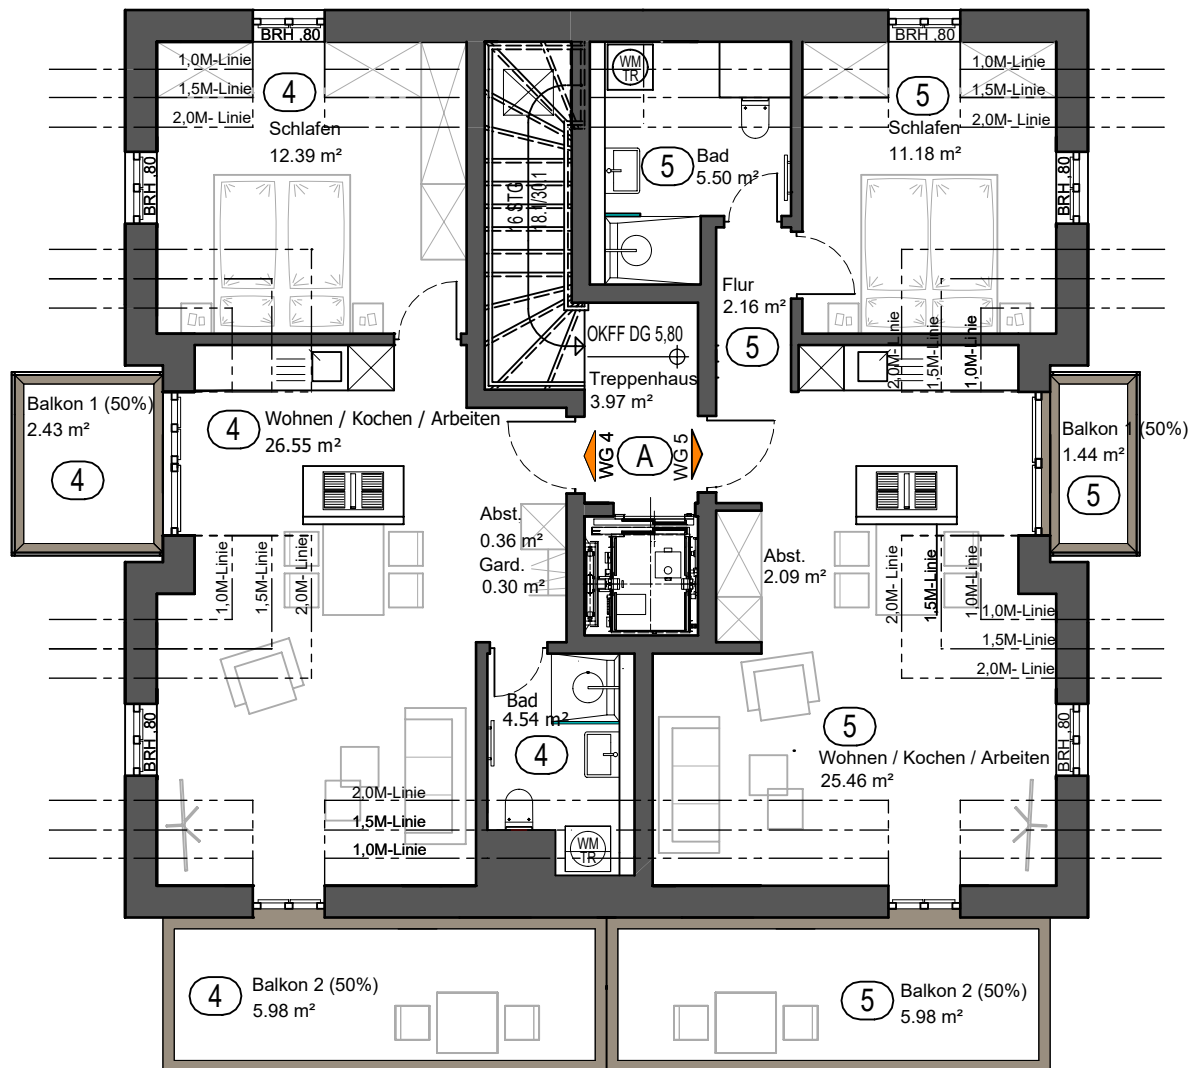 BRH .80
BRH .80
1,0M-Linie
1,5M-Linie
2,0M- Linie
4
Schlafen
12.39 m²
BRH .80
16 STG
18.1/30.1
WM
TR
5
Bad
5.50 m²
5
Schlafen
11.18 m²
1,0M-Linie
1,5M-Linie
2,0M- Linie
BRH .80
Flur
2.16 m²
5
OKFF DG 5,80
Treppenhaus
3.97 m²
2,0M-Linie
1,5M-Linie
1,0M-Linie
Balkon 1 (50%)
2.43 m²
4
4
Wohnen / Kochen / Arbeiten
26.55 m²
WG 4
A
WG 5
Balkon 1 (50%)
1.44 m²
5
Abst.
0.36 m²
Gard.
0.30 m²
Abst.
2.09 m²
1,0M-Linie
1,5M-Linie
2,0M- Linie
2,0M- Linie
1,5M-Linie
1,0M-Linie
1,0M-Linie
1,5M-Linie
2,0M- Linie
Bad
4.54 m²
4
BRH .80
5
Wohnen / Kochen / Arbeiten
25.46 m²
BRH .80
2,0M-Linie
1,5M-Linie
1,0M-Linie
WM
TR
4
Balkon 2 (50%)
5.98 m²
5
Balkon 2 (50%)
5.98 m²